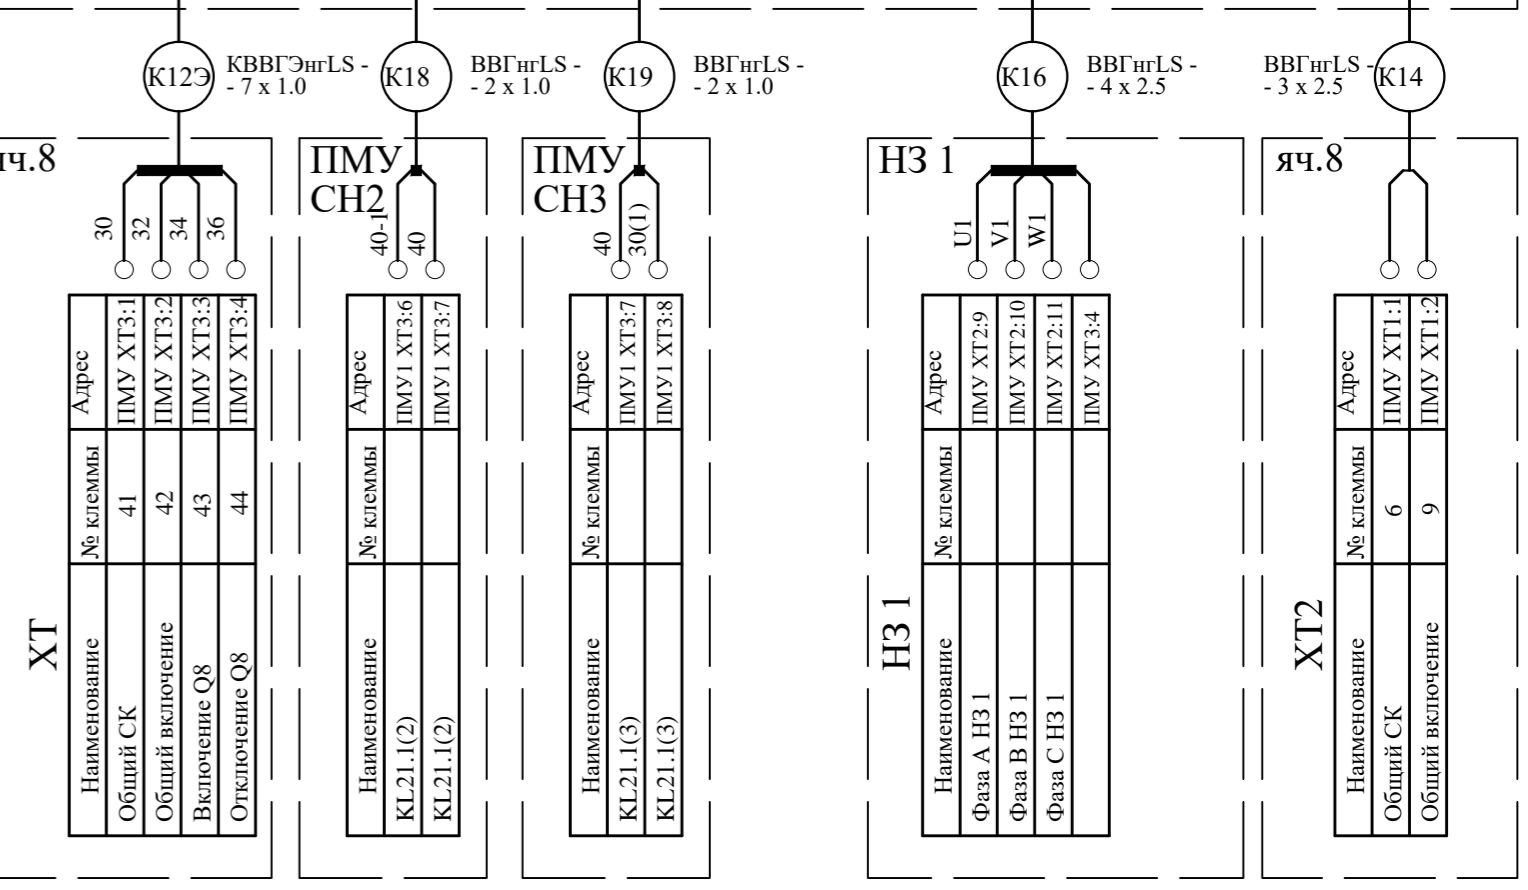 К12Э
КВВГЭнгLS -
- 7 x 1.0
К18
ВВГнгLS -
- 2 x 1.0
К19
ВВГнгLS -
- 2 x 1.0
К16
ВВГнгLS -
- 4 x 2.5
ВВГнгLS -
- 3 x 2.5
К14
яч.8
30
32
34
36
ХТ
Адрес
№ клеммы
Наименование
ПМУ ХТ3:1
41
Общий СК
ПМУ ХТ3:2
42
Общий включение
ПМУ ХТ3:3
43
Включение Q8
ПМУ ХТ3:4
44
Отключение Q8
ПМУ
СН2
40-1
40
Адрес
№ клеммы
Наименование
ПМУ1 ХТ3:6
KL21.1(2)
ПМУ1 ХТ3:7
KL21.1(2)
ПМУ
СН3
40
30(1)
Адрес
№ клеммы
Наименование
ПМУ1 ХТ3:7
KL21.1(3)
ПМУ1 ХТ3:8
KL21.1(3)
НЗ 1
U1
V1
W1
НЗ 1
Адрес
№ клеммы
Наименование
ПМУ ХТ2:9
Фаза А НЗ 1
ПМУ ХТ2:10
Фаза В НЗ 1
ПМУ ХТ2:11
Фаза С НЗ 1
ПМУ ХТ3:4
яч.8
ХТ2
Адрес
№ клеммы
Наименование
ПМУ ХТ1:1
6
Общий СК
ПМУ ХТ1:2
9
Общий включение